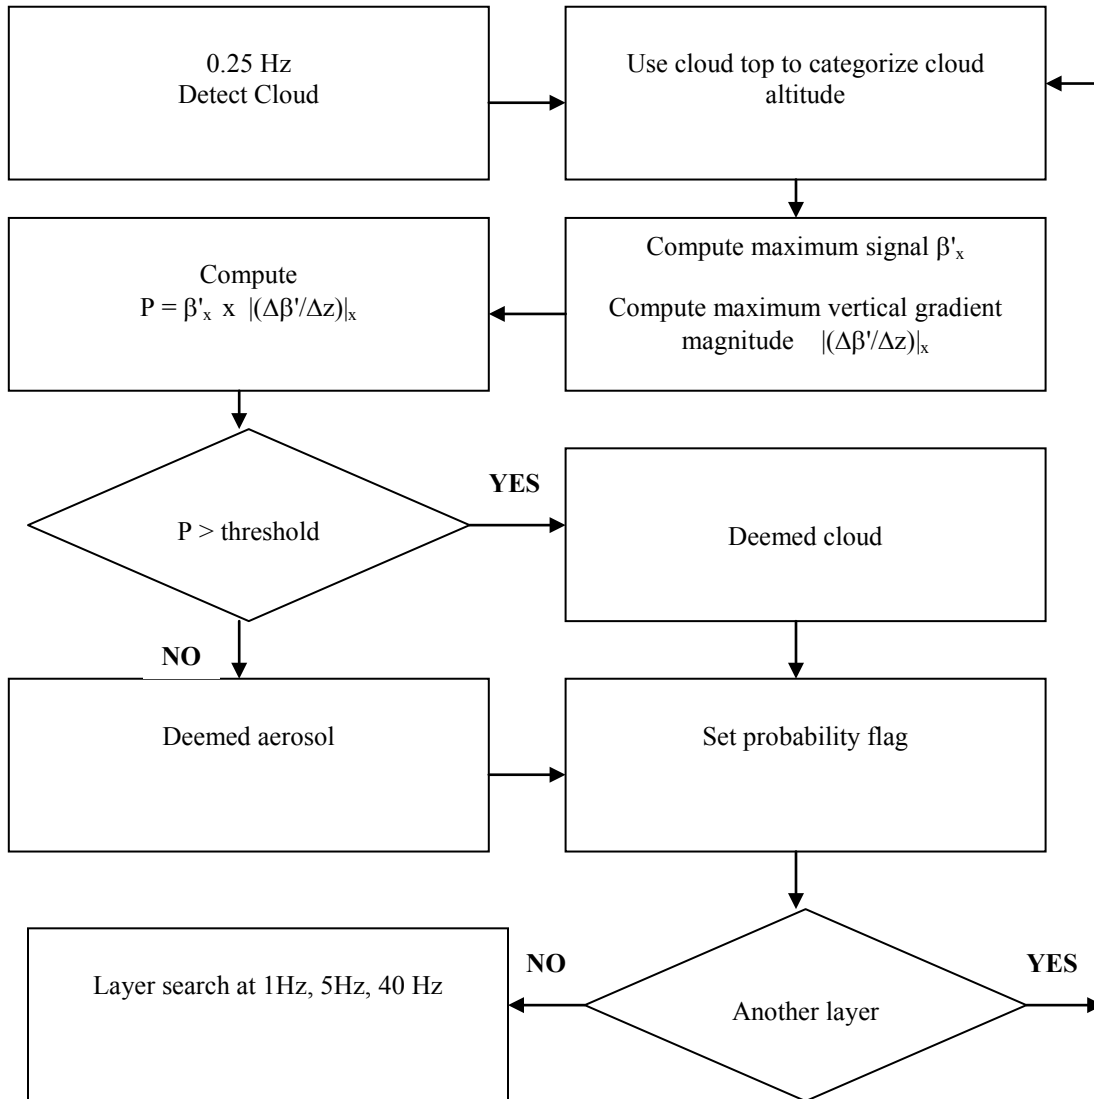 0.25 Hz
Detect Cloud
Use cloud top to categorize cloud
altitude
Compute maximum signal β'ₓ
Compute maximum vertical gradient
magnitude |(Δβ'/Δz)|ₓ
Compute
P = β'ₓ x |(Δβ'/Δz)|ₓ
P > threshold
YES
Deemed cloud
NO
Deemed aerosol
Set probability flag
Another layer
YES
NO
Layer search at 1Hz, 5Hz, 40 Hz